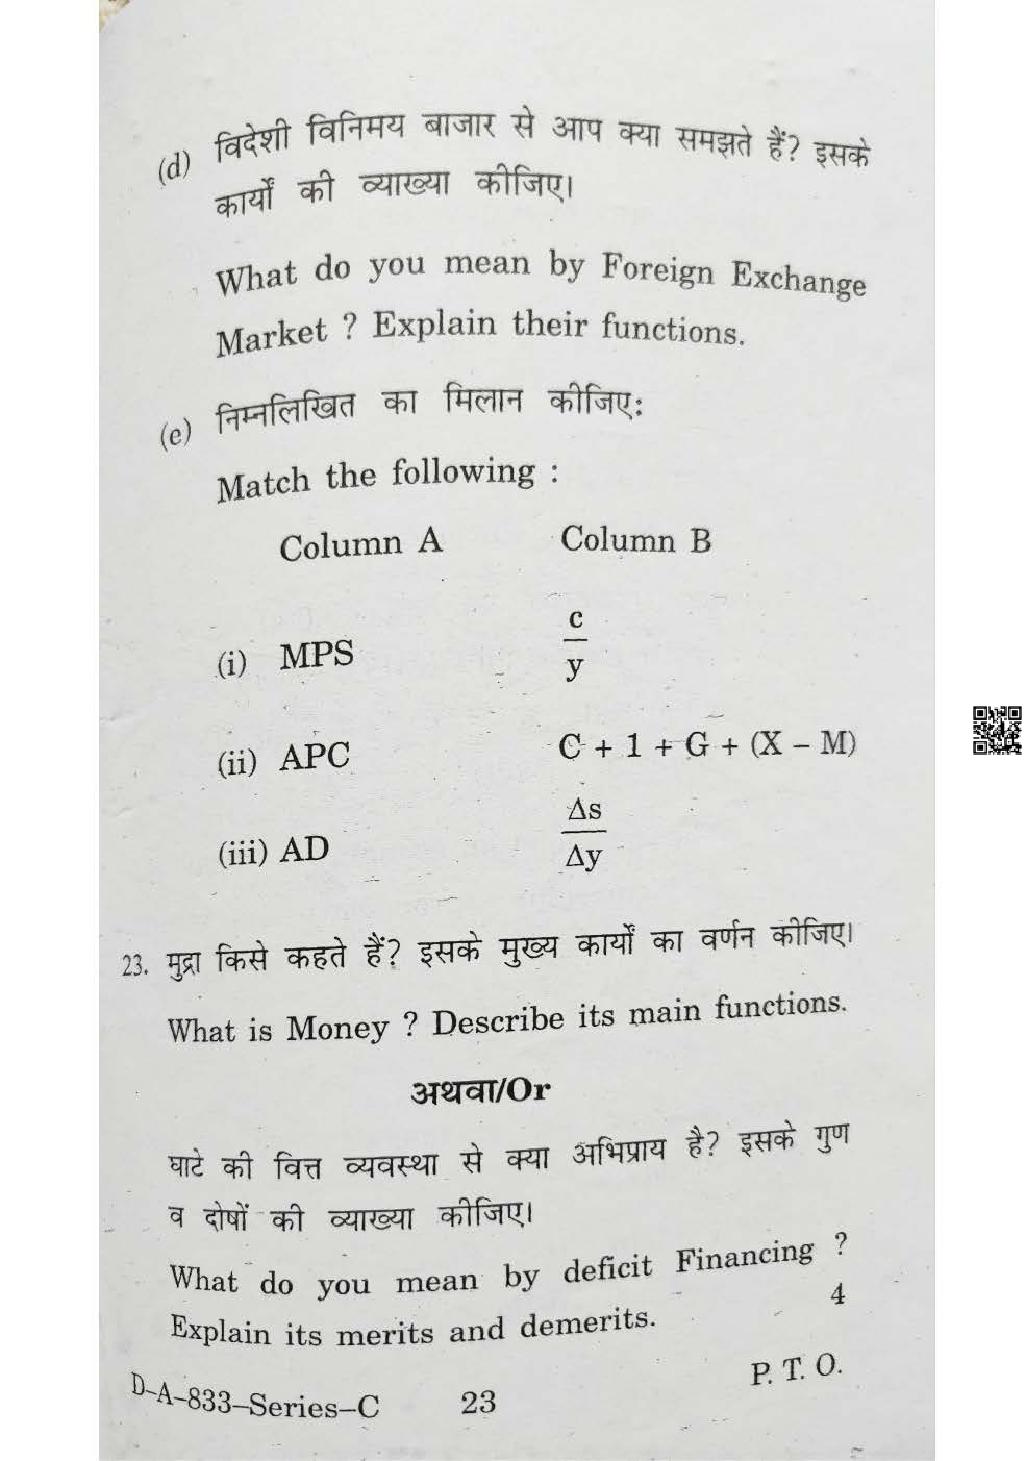 (d) विदेशी विनिमय बाजार से आप क्या समझते हैं? इसके
कार्यों की व्याख्या कीजिए।
What do you mean by Foreign Exchange
Market ? Explain their functions.
(e) निम्नलिखित का मिलान कीजिए:
Match the following :
Column A Column B
(i) MPS c/y
(ii) APC C + 1 + G + (X – M)
(iii) AD Δs/Δy
23. मुद्रा किसे कहते हैं? इसके मुख्य कार्यों का वर्णन कीजिए।
What is Money ? Describe its main functions.
अथवा/Or
घाटे की वित्त व्यवस्था से क्या अभिप्राय है? इसके गुण
व दोषों की व्याख्या कीजिए।
What do you mean by deficit Financing ?
Explain its merits and demerits. 4
D–A–833–Series–C 23 P. T. O.